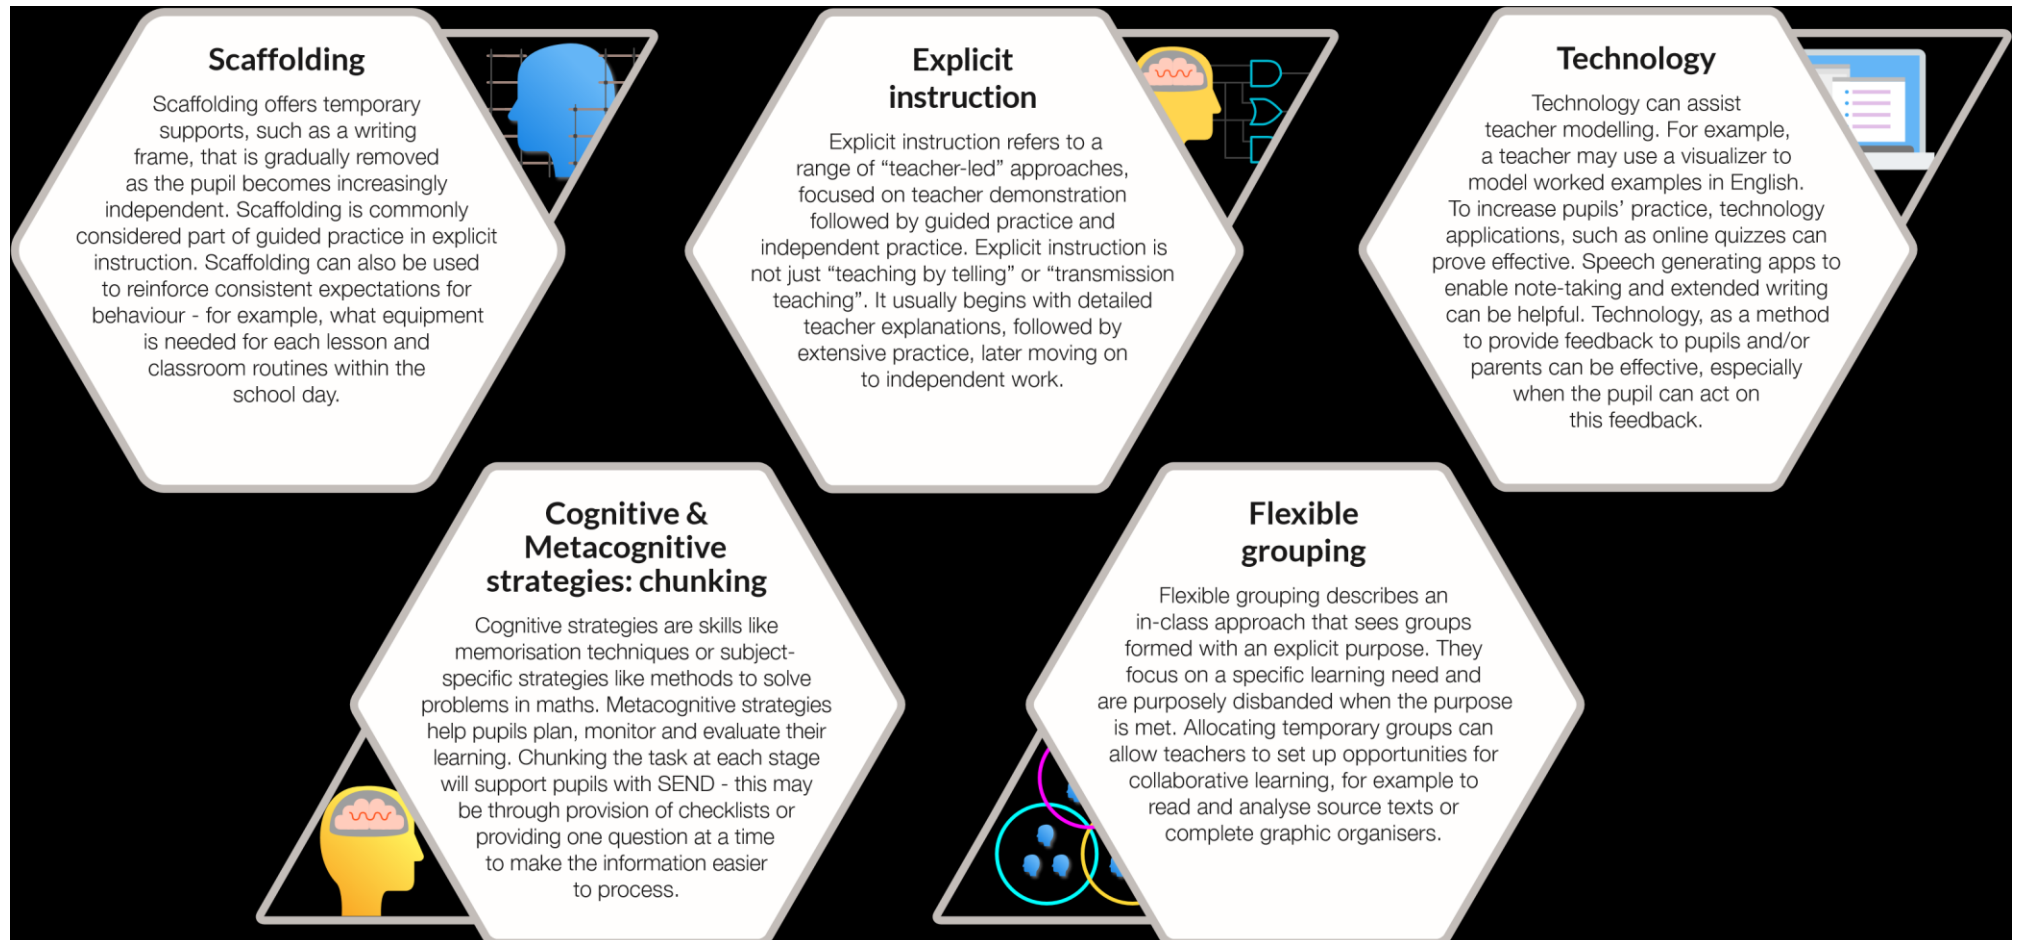 Scaffolding
Scaffolding offers temporary
supports, such as a writing
frame, that is gradually removed
as the pupil becomes increasingly
independent. Scaffolding is commonly
considered part of guided practice in explicit
instruction. Scaffolding can also be used
to reinforce consistent expectations for
behaviour - for example, what equipment
is needed for each lesson and
classroom routines within the
school day.
Explicit
instruction
Explicit instruction refers to a
range of “teacher-led” approaches,
focused on teacher demonstration
followed by guided practice and
independent practice. Explicit instruction is
not just “teaching by telling” or “transmission
teaching”. It usually begins with detailed
teacher explanations, followed by
extensive practice, later moving on
to independent work.
Technology
Technology can assist
teacher modelling. For example,
a teacher may use a visualizer to
model worked examples in English.
To increase pupils’ practice, technology
applications, such as online quizzes can
prove effective. Speech generating apps to
enable note-taking and extended writing
can be helpful. Technology, as a method
to provide feedback to pupils and/or
parents can be effective, especially
when the pupil can act on
this feedback.
Cognitive &
Metacognitive
strategies: chunking
Cognitive strategies are skills like
memorisation techniques or subject-
specific strategies like methods to solve
problems in maths. Metacognitive strategies
help pupils plan, monitor and evaluate their
learning. Chunking the task at each stage
will support pupils with SEND - this may
be through provision of checklists or
providing one question at a time
to make the information easier
to process.
Flexible
grouping
Flexible grouping describes an
in-class approach that sees groups
formed with an explicit purpose. They
focus on a specific learning need and
are purposely disbanded when the purpose
is met. Allocating temporary groups can
allow teachers to set up opportunities for
collaborative learning, for example to
read and analyse source texts or
complete graphic organisers.